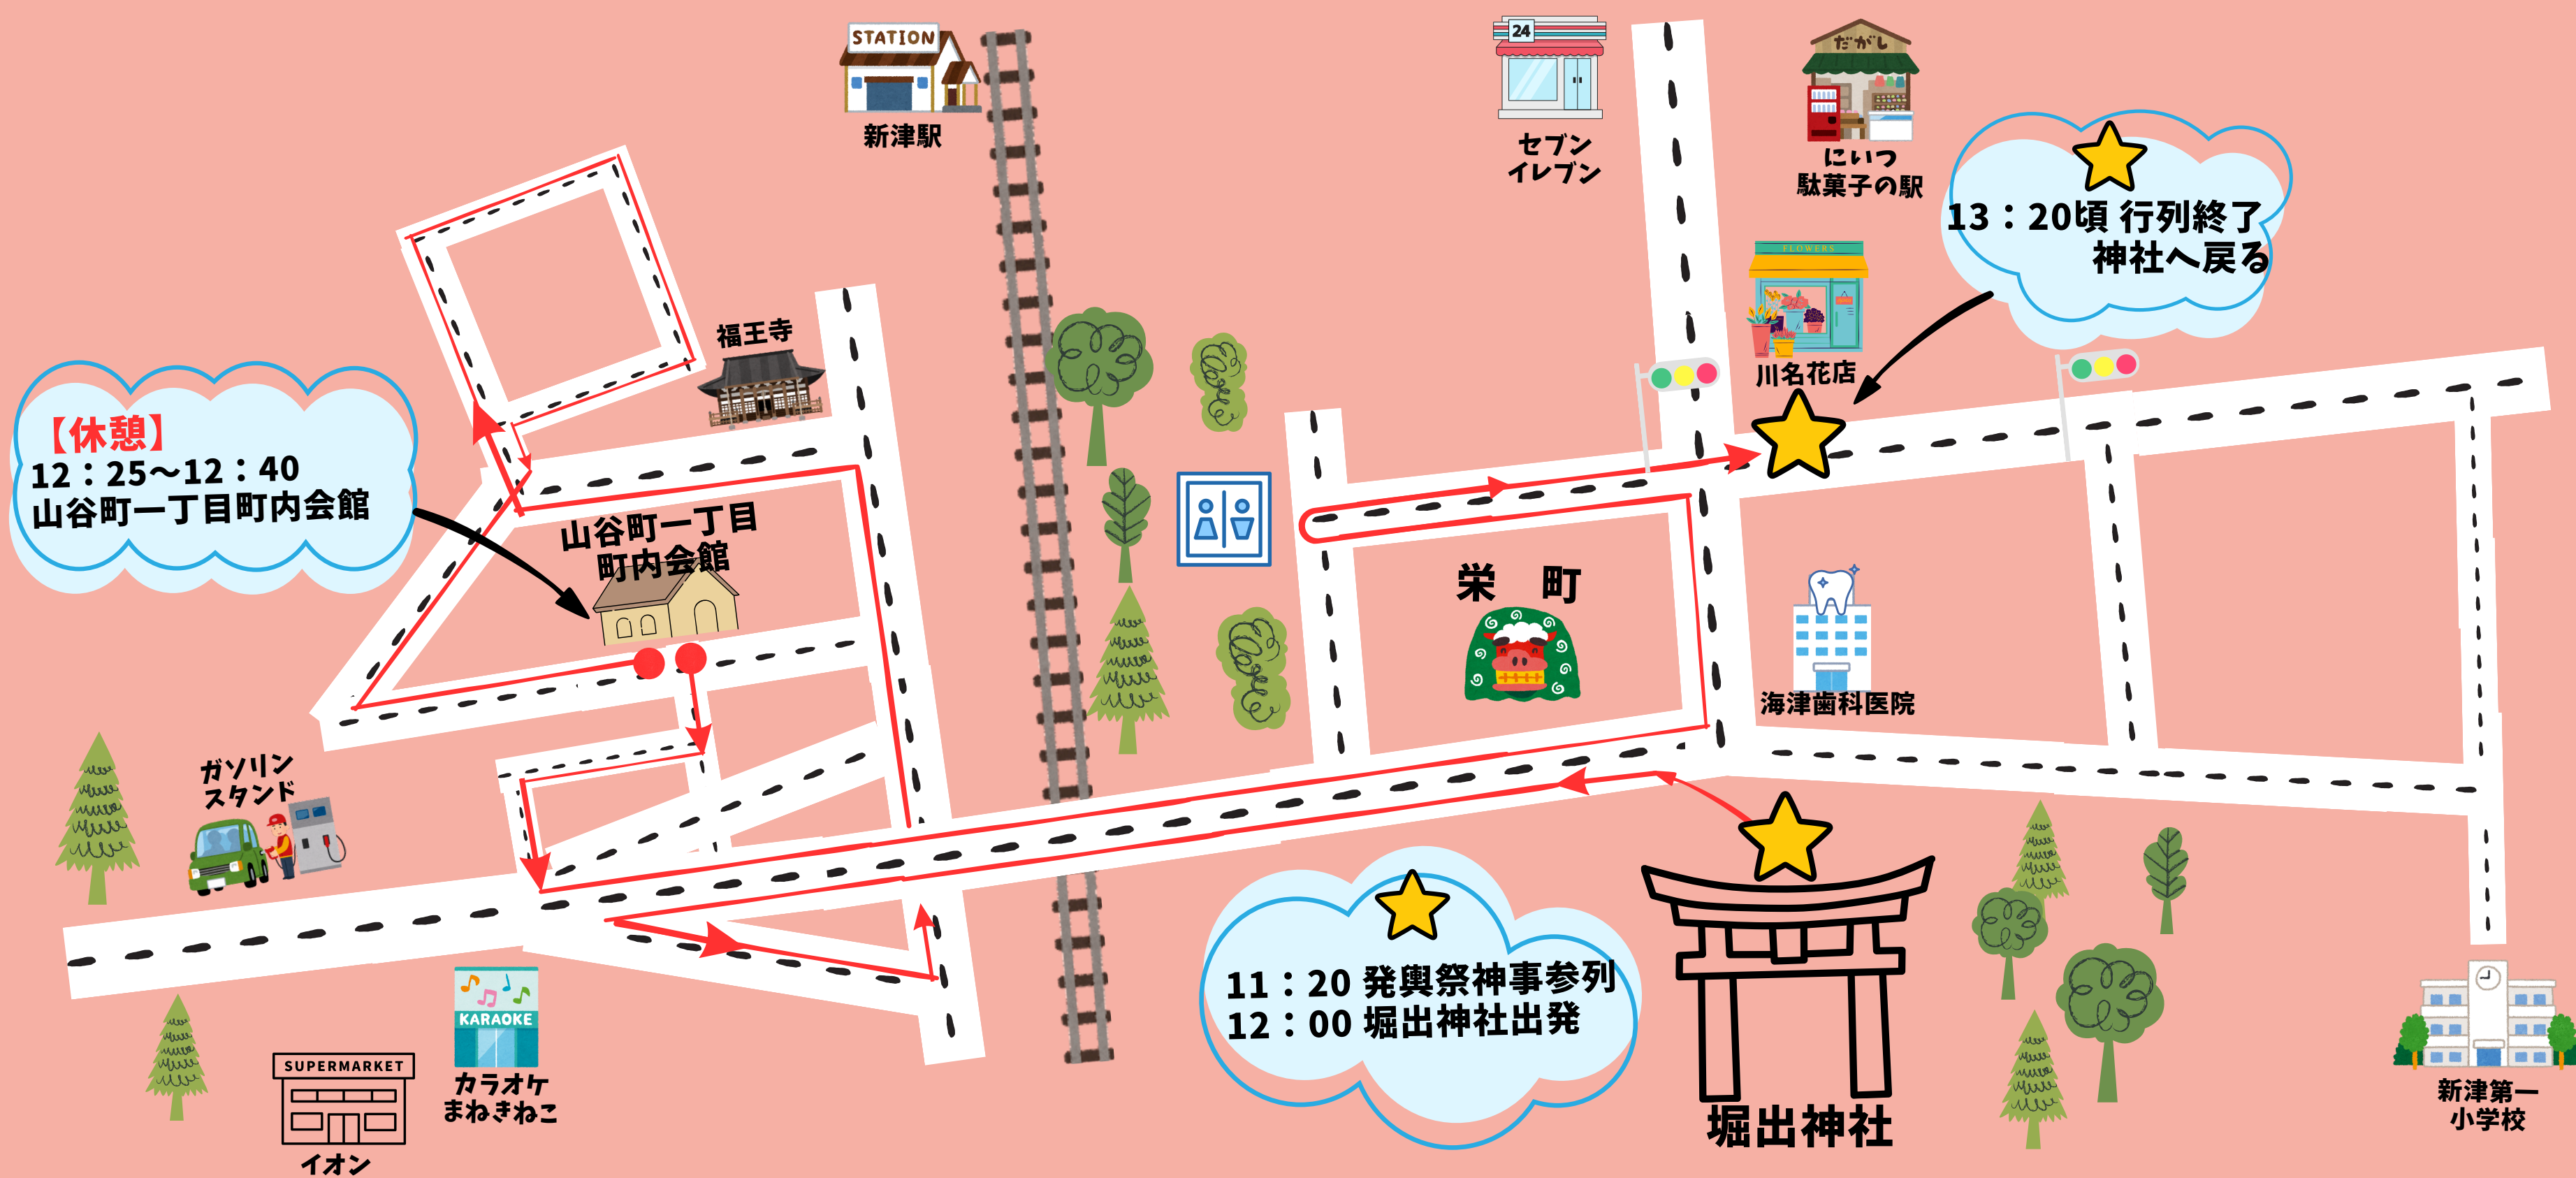 STATION
新津駅
24
セブン
イレブン
だがし
にいつ
駄菓子の駅
13：20頃 行列終了
神社へ戻る
FLOWERS
川名花店
福王寺
【休憩】
12：25～12：40
山谷町一丁目町内会館
山谷町一丁目
町内会館
栄　町
海津歯科医院
ガソリン
スタンド
11：20 発輿祭神事参列
12：00 堀出神社出発
堀出神社
KARAOKE
カラオケ
まねきねこ
SUPERMARKET
イオン
新津第一
小学校